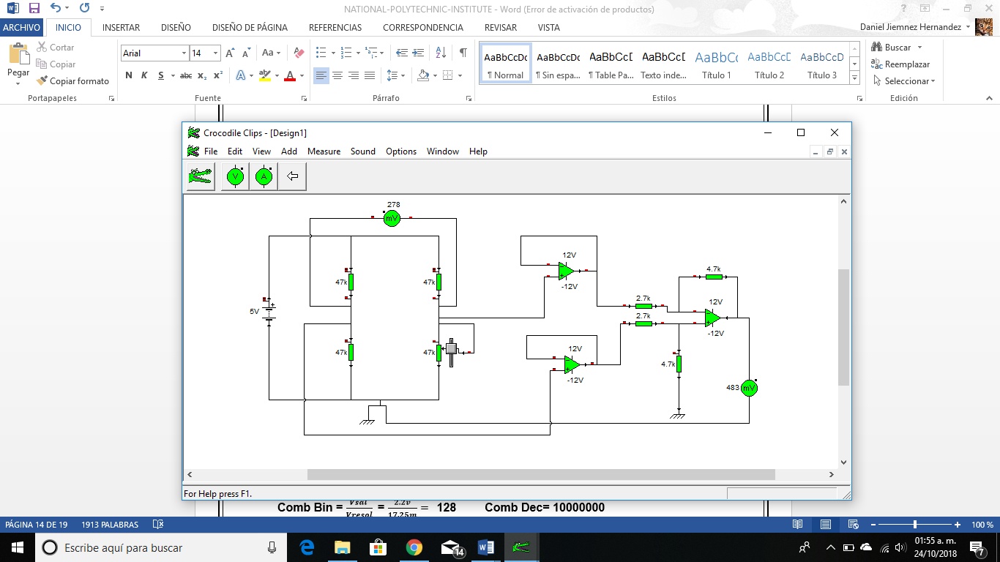 NATIONAL-POLYTECHNIC-INSTITUTE - Word (Error de activación de productos)
ARCHIVO INICIO INSERTAR DISEÑO DISEÑO DE PÁGINA REFERENCIAS CORRESPONDENCIA REVISAR VISTA Daniel Jiemnez Hernandez
Pegar
Cortar
Copiar
Copiar formato
Portapapeles
Arial 14
Fuente
Párrafo
AaBbCcDc AaBbCcDc AaBbCcD AaBbCcD AaBbCc AaBbCcD AaBbCcD
¶ Normal ¶ Sin espa... ¶ Table Pa... Texto inde... Título 1 Título 2 Título 3
Estilos
Buscar
Reemplazar
Seleccionar
Edición
Crocodile Clips - [Design1]
File Edit View Add Measure Sound Options Window Help
V A
278
mV
12V
4.7k
47k 47k
-12V
2.7k
12V
5V
2.7k
-12V
47k 47k
12V
4.7k
-12V
483 mV
For Help press F1.
Comb Bin = Vsal/Vresol = 2.2v/17.25m = 128 Comb Dec= 10000000
PÁGINA 14 DE 19 1913 PALABRAS 100 %
Escribe aquí para buscar
14
01:55 a. m.
24/10/2018
7